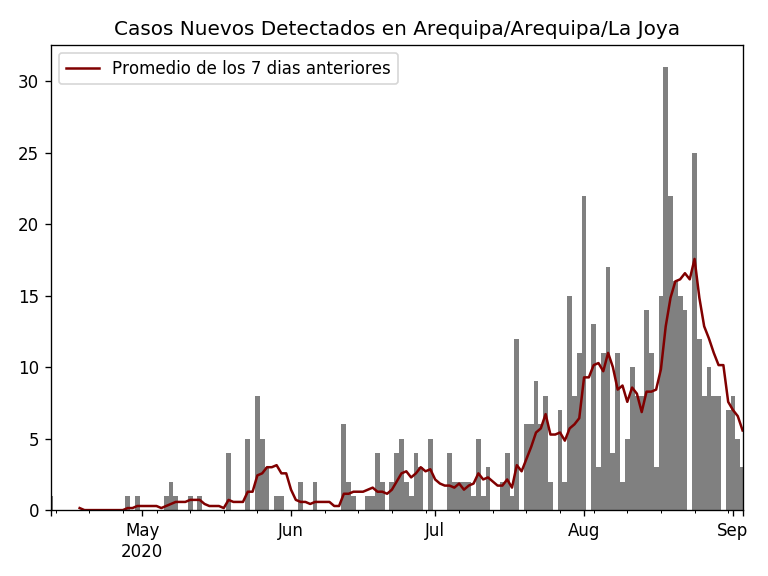 Casos Nuevos Detectados en Arequipa/Arequipa/La Joya
Promedio de los 7 dias anteriores
30
25
20
15
10
5
0
May Jun Jul Aug Sep
2020